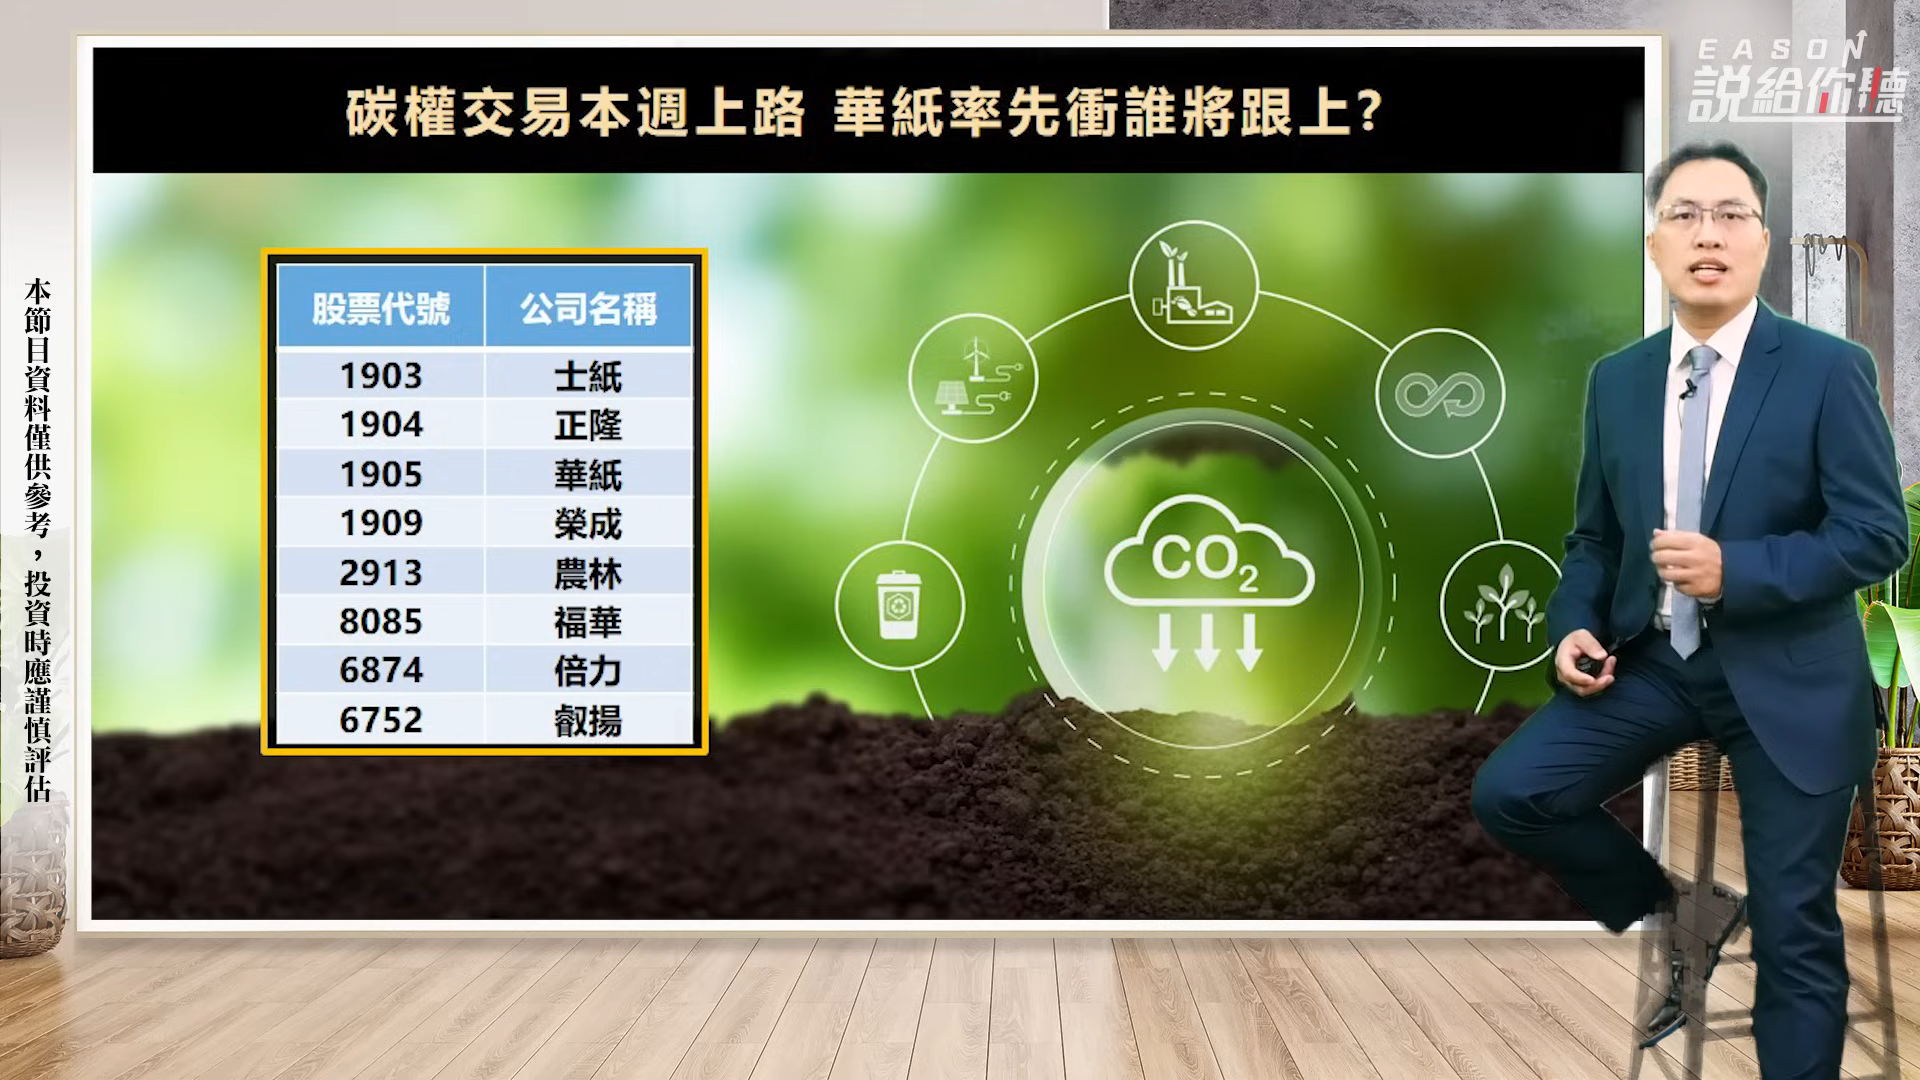 碳權交易本週上路 華紙率先衝誰將跟上?
EASON
說給你聽
本節目資料僅供參考，投資時應謹慎評估
股票代號 公司名稱
1903 士紙
1904 正隆
1905 華紙
1909 榮成
2913 農林
8085 福華
6874 倍力
6752 叡揚
CO2